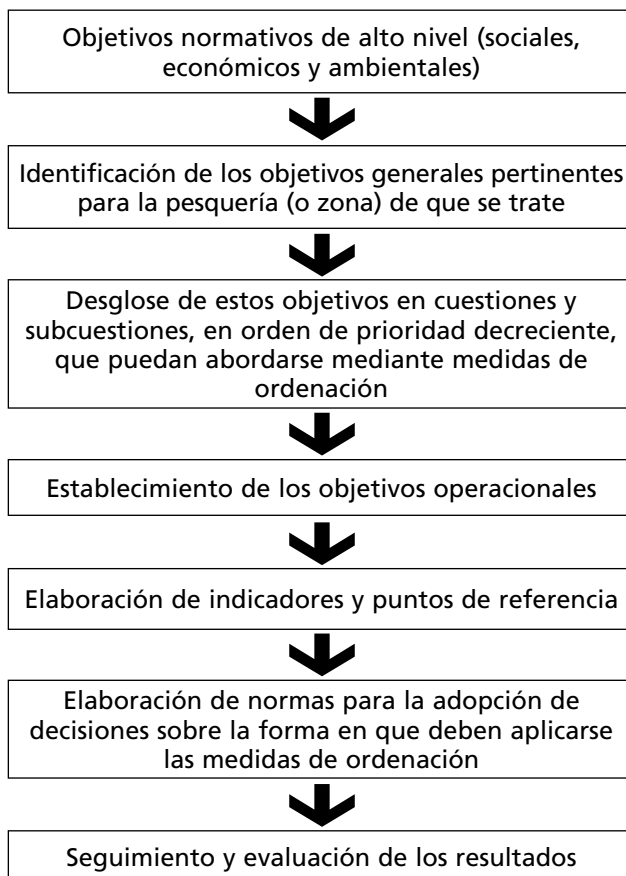 Objetivos normativos de alto nivel (sociales,
económicos y ambientales)
Identificación de los objetivos generales pertinentes
para la pesquería (o zona) de que se trate
Desglose de estos objetivos en cuestiones y
subcuestiones, en orden de prioridad decreciente,
que puedan abordarse mediante medidas de
ordenación
Establecimiento de los objetivos operacionales
Elaboración de indicadores y puntos de referencia
Elaboración de normas para la adopción de
decisiones sobre la forma en que deben aplicarse
las medidas de ordenación
Seguimiento y evaluación de los resultados